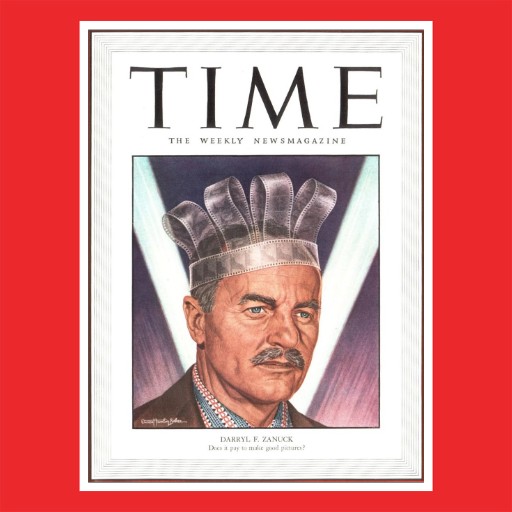 TIME
THE WEEKLY NEWSMAGAZINE
DARRYL F. ZANUCK
Does it pay to make good pictures?